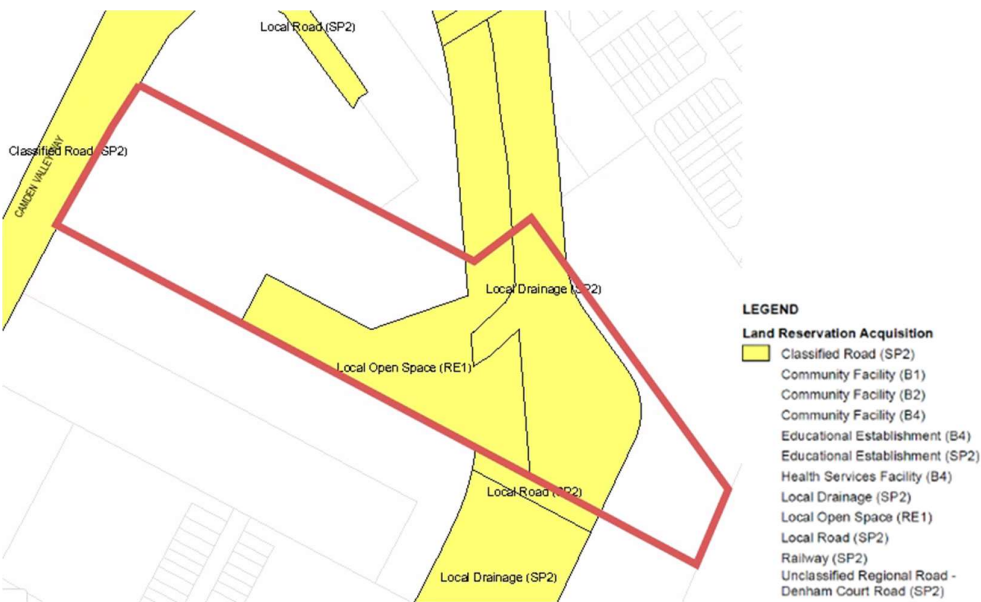 Local Road (SP2)
Classified Road (SP2)
CAMDEN VALLEY WAY
Local Drainage (SP2)
Local Open Space (RE1)
Local Road (SP2)
Local Drainage (SP2)
LEGEND
Land Reservation Acquisition
Classified Road (SP2)
Community Facility (B1)
Community Facility (B2)
Community Facility (B4)
Educational Establishment (B4)
Educational Establishment (SP2)
Health Services Facility (B4)
Local Drainage (SP2)
Local Open Space (RE1)
Local Road (SP2)
Railway (SP2)
Unclassified Regional Road -
Denham Court Road (SP2)